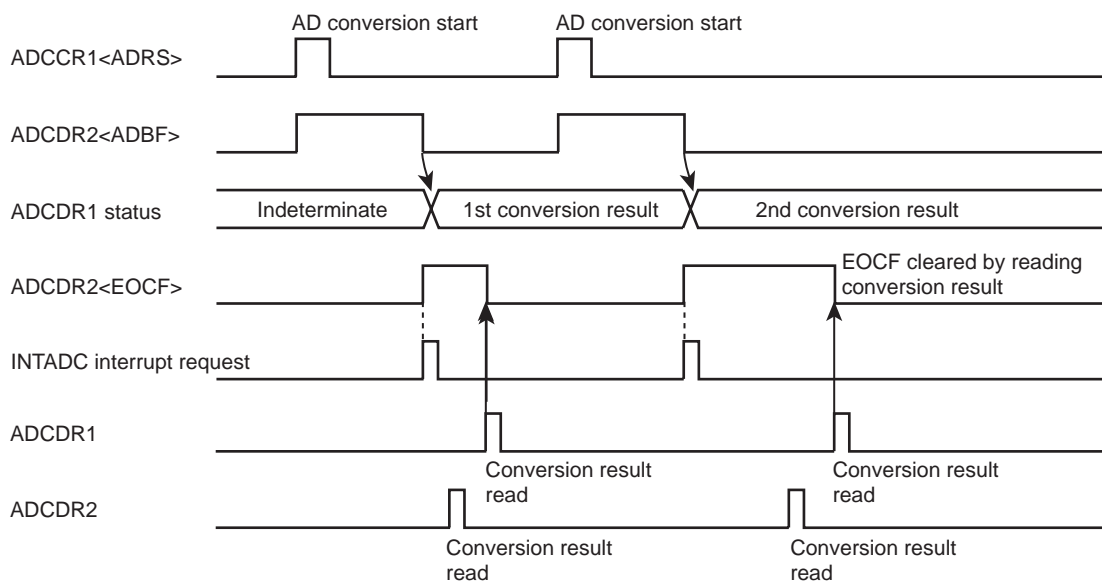 AD conversion start
AD conversion start
ADCCR1<ADRS>
ADCDR2<ADBF>
ADCDR1 status
Indeterminate
1st conversion result
2nd conversion result
ADCDR2<EOCF>
EOCF cleared by reading
conversion result
INTADC interrupt request
ADCDR1
Conversion result
read
Conversion result
read
ADCDR2
Conversion result
read
Conversion result
read